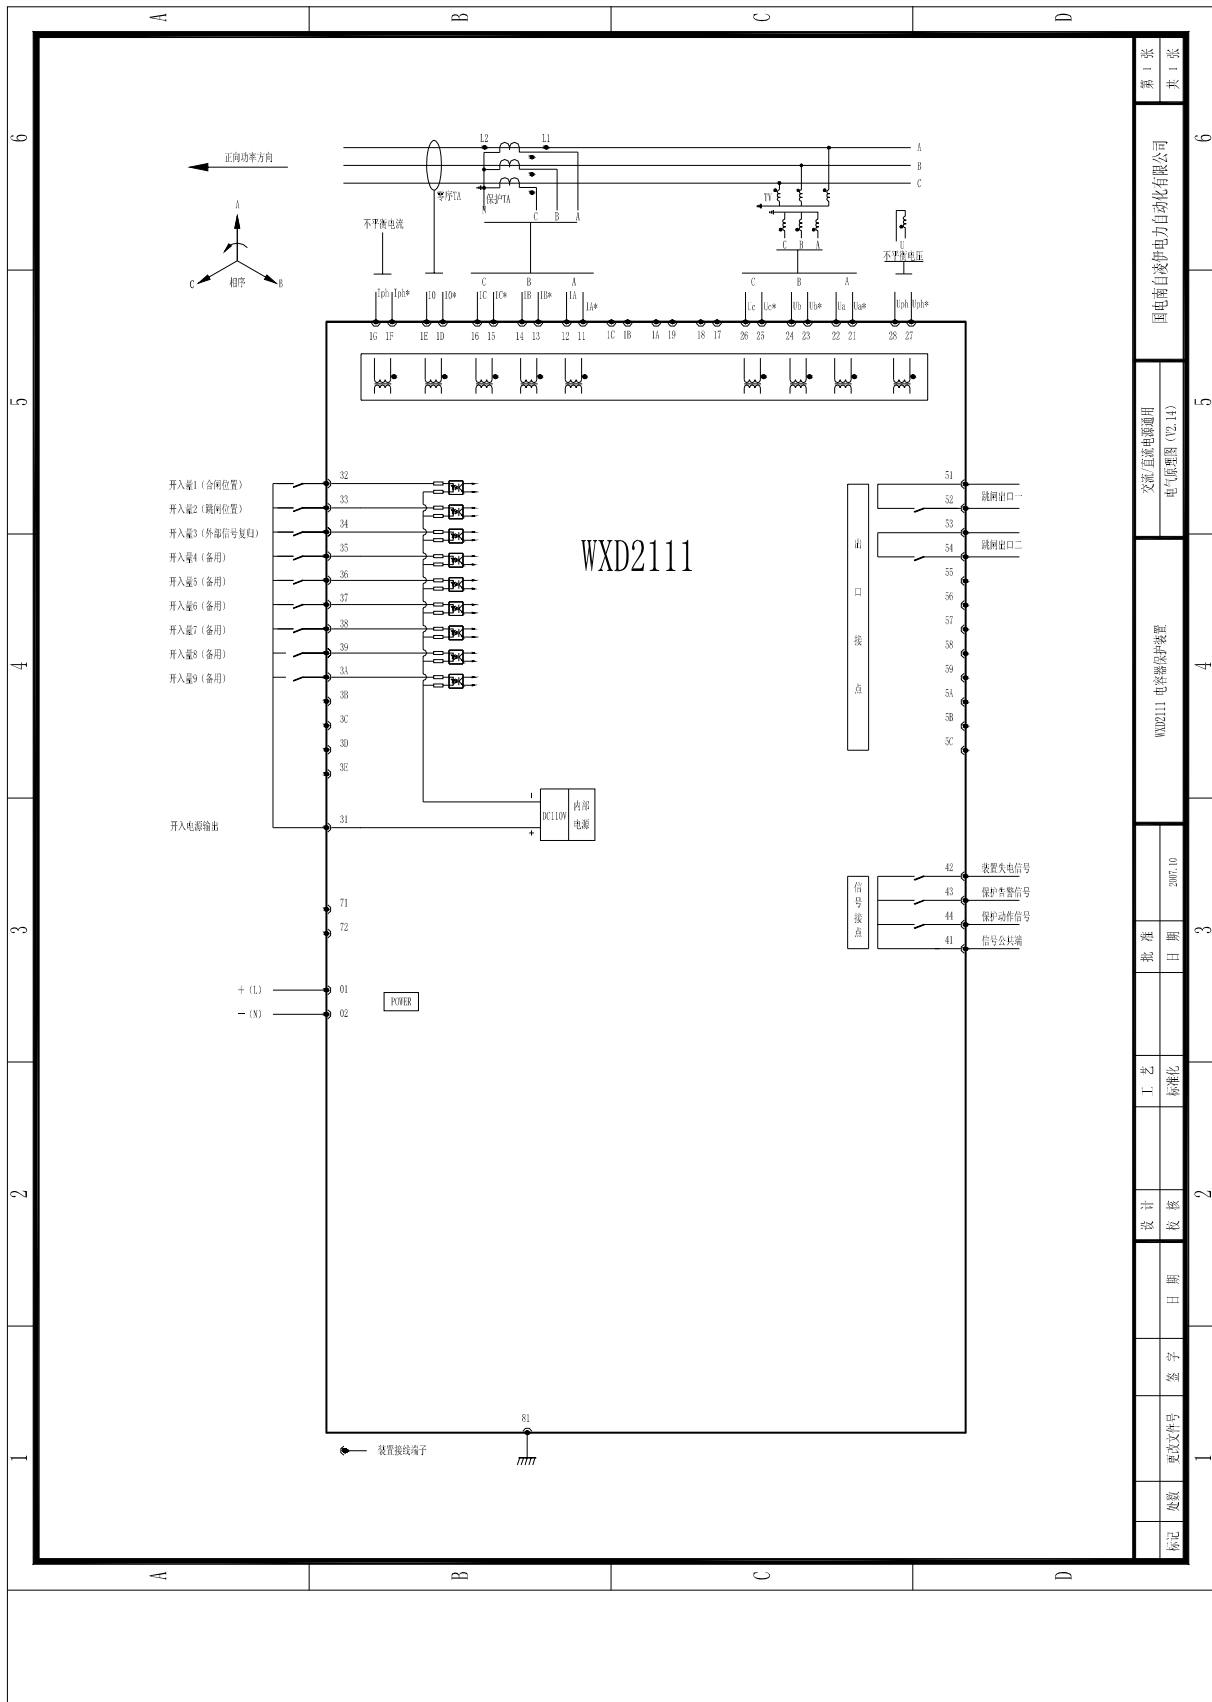 A
B
C
D
6
5
4
3
2
1
6
5
4
3
2
1
正向功率方向
A
C
B
相序
L2
L1
A
B
C
零序TA
保护TA
N
C
B
A
TV
C
B
A
U
不平衡电流
不平衡电压
C
B
A
C
B
A
Iph
Iph*
I0
I0*
IC
IC*
IB
IB*
IA
IA*
Uc
Uc*
Ub
Ub*
Ua
Ua*
Uph
Uph*
1G
1F
1E
1D
16
15
14
13
12
11
1C
1B
1A
19
18
17
26
25
24
23
22
21
28
27
WXD2111
开入量1（合闸位置）
32
开入量2（跳闸位置）
33
开入量3（外部信号复归）
34
开入量4（备用）
35
开入量5（备用）
36
开入量6（备用）
37
开入量7（备用）
38
开入量8（备用）
39
开入量9（备用）
3A
3B
3C
3D
3E
开入电源输出
31
-
+
DC110V
内部
电源
71
72
+（L）
01
—（N）
02
POWER
出口接点
51
52
跳闸出口一
53
54
跳闸出口二
55
56
57
58
59
5A
5B
5C
信号接点
42
装置失电信号
43
保护告警信号
44
保护动作信号
41
信号公共端
81
装置接线端子
A
B
C
D
第 1 张
共 1 张
国电南自凌伊电力自动化有限公司
交流/直流电源通用
电气原理图（V2.14）
WXD2111 电容器保护装置
批 准
日 期
2007.10
工 艺
标准化
设 计
校 核
标记
处数
更改文件号
签 字
日 期